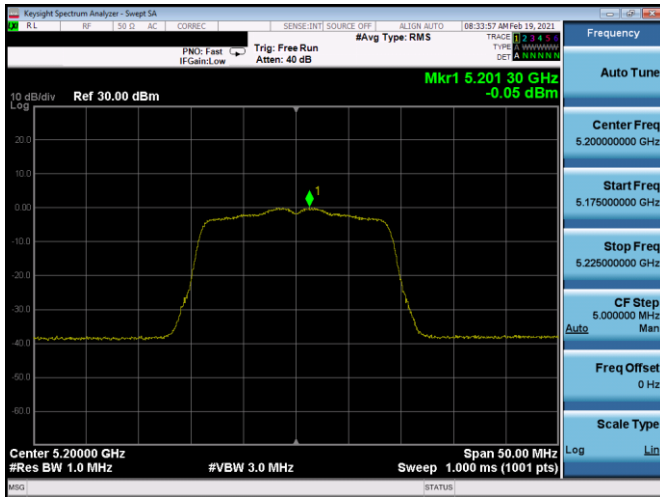 Keysight Spectrum Analyzer - Swept SA
RL RF 50 Ω AC CORREC SENSE:INT SOURCE OFF ALIGN AUTO 08:33:57 AM Feb 19, 2021
#Avg Type: RMS
TRACE 1 2 3 4 5 6
PNO: Fast Trig: Free Run
TYPE A WWWWW
IFGain:Low Atten: 40 dB
DET A N N N N N
Mkr1 5.201 30 GHz
-0.05 dBm
10 dB/div Ref 30.00 dBm
Log
20.0
0.00
-10.0
-20.0
-30.0
-40.0
-50.0
-60.0
1
Center 5.20000 GHz
Span 50.00 MHz
#Res BW 1.0 MHz #VBW 3.0 MHz Sweep 1.000 ms (1001 pts)
MSG STATUS
Frequency
Auto Tune
Center Freq
5.200000000 GHz
Start Freq
5.175000000 GHz
Stop Freq
5.225000000 GHz
CF Step
5.000000 MHz
Auto Man
Freq Offset
0 Hz
Scale Type
Log Lin